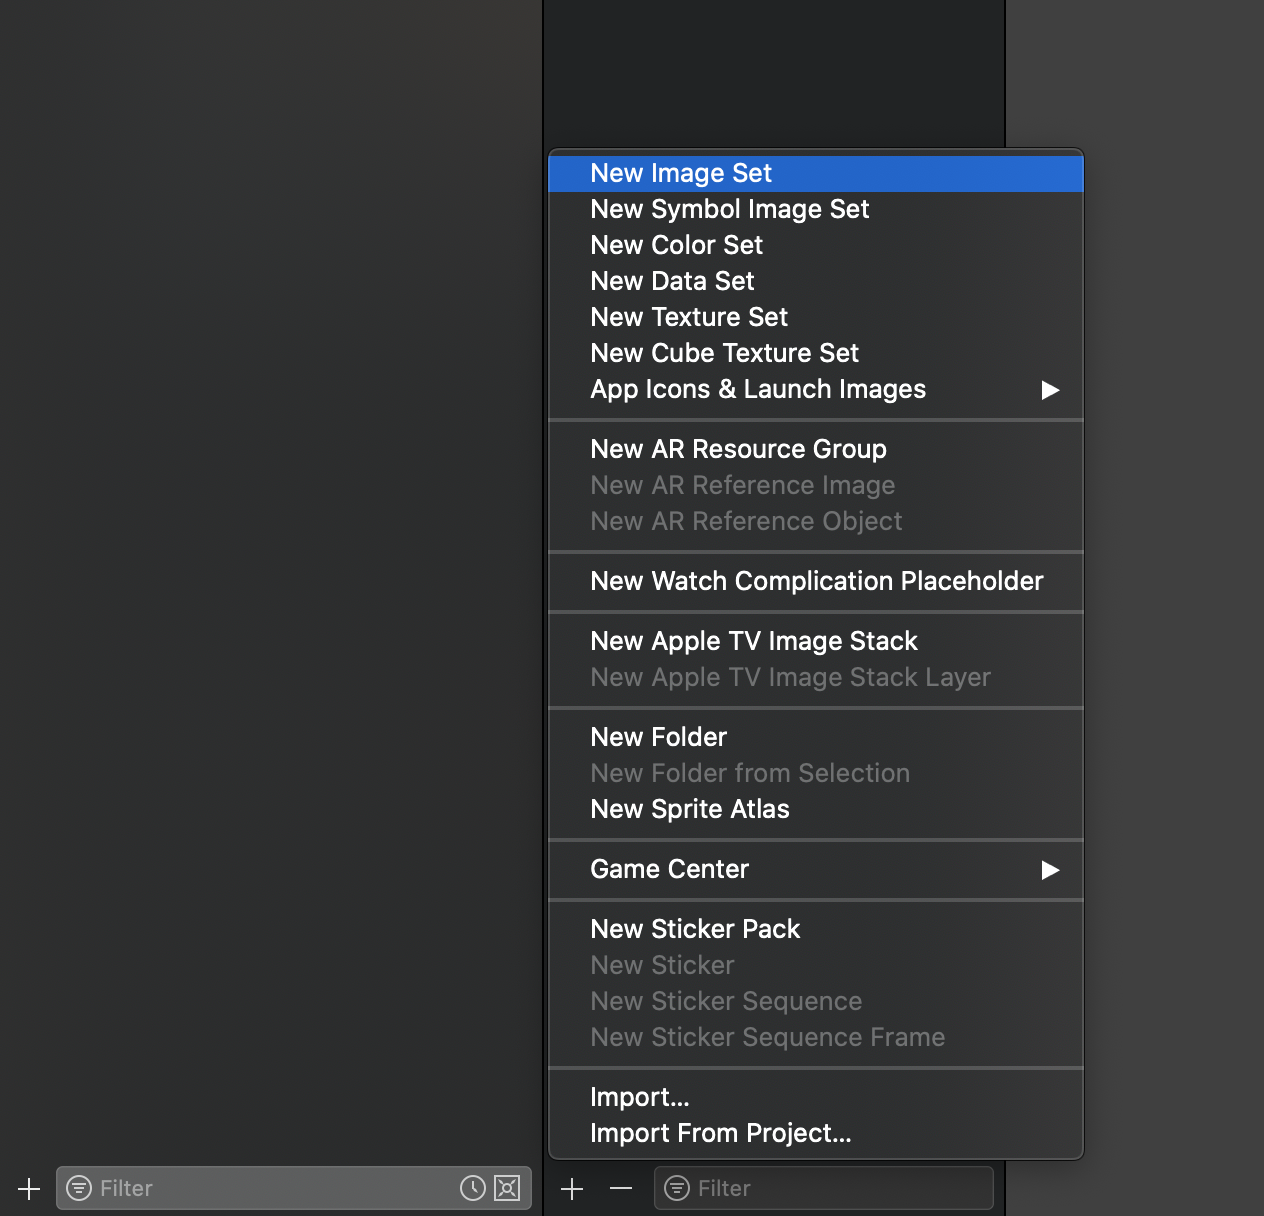 New Image Set
New Symbol Image Set
New Color Set
New Data Set
New Texture Set
New Cube Texture Set
App Icons & Launch Images
New AR Resource Group
New AR Reference Image
New AR Reference Object
New Watch Complication Placeholder
New Apple TV Image Stack
New Apple TV Image Stack Layer
New Folder
New Folder from Selection
New Sprite Atlas
Game Center
New Sticker Pack
New Sticker
New Sticker Sequence
New Sticker Sequence Frame
Import...
Import From Project...
Filter
Filter